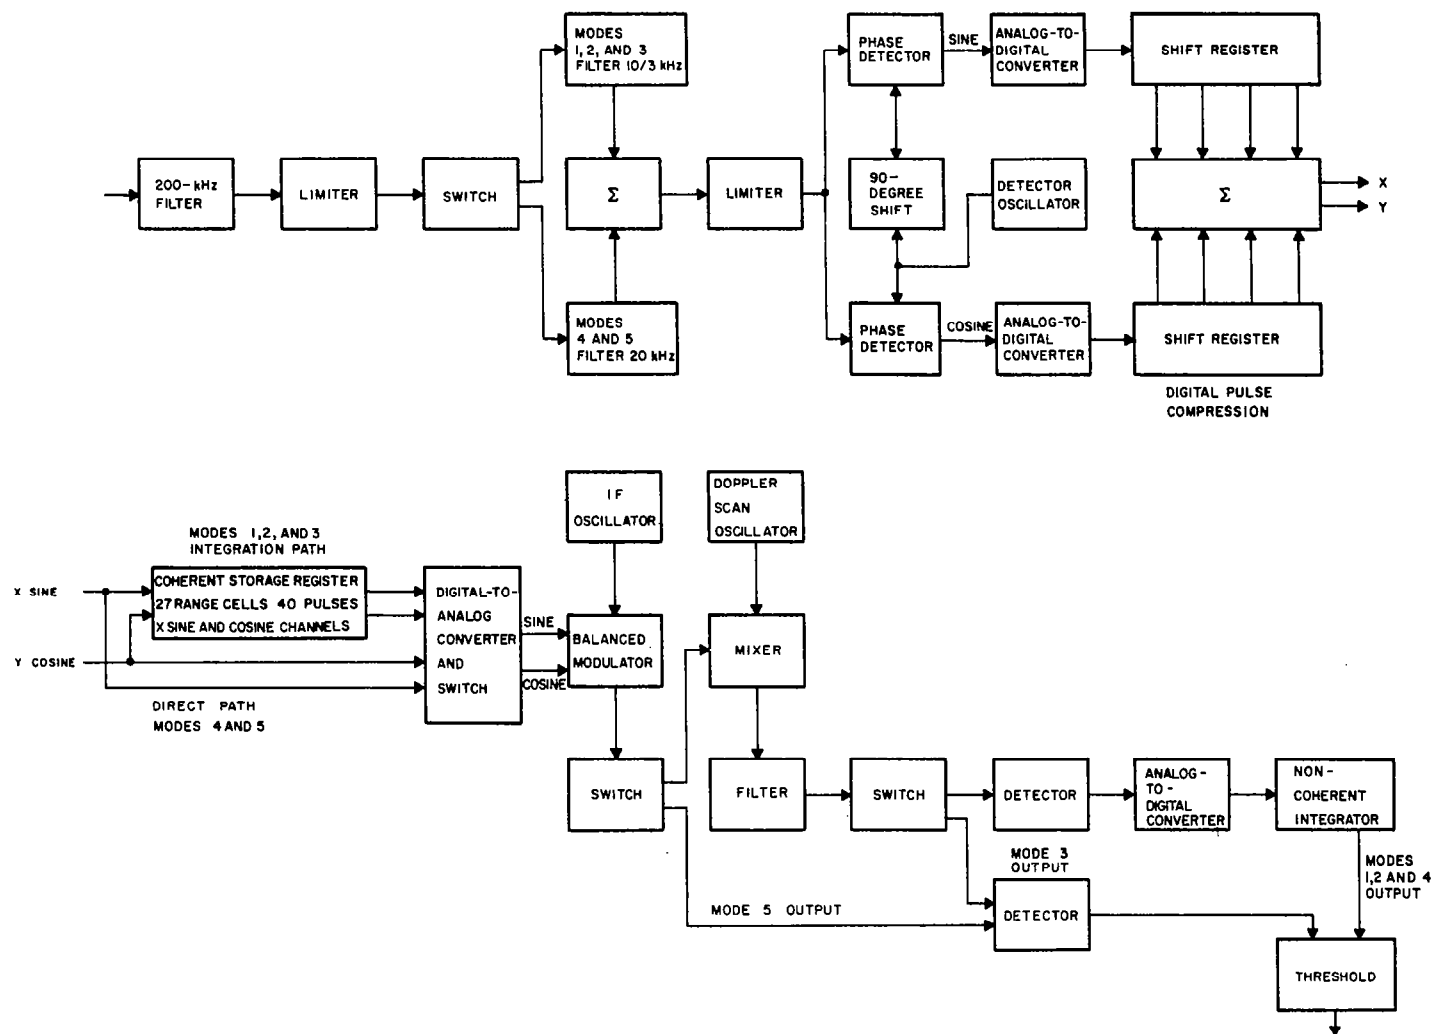 MODES
1, 2, AND 3
FILTER 10/3 kHz
PHASE
DETECTOR
SINE
ANALOG-TO-
DIGITAL
CONVERTER
SHIFT REGISTER
200-kHz
FILTER
LIMITER
SWITCH
Σ
LIMITER
90-
DEGREE
SHIFT
DETECTOR
OSCILLATOR
Σ
X
Y
MODES
4 AND 5
FILTER 20 kHz
PHASE
DETECTOR
COSINE
ANALOG-TO-
DIGITAL
CONVERTER
SHIFT REGISTER
DIGITAL PULSE
COMPRESSION
IF
OSCILLATOR
DOPPLER
SCAN
OSCILLATOR
MODES 1,2, AND 3
INTEGRATION PATH
X SINE
COHERENT STORAGE REGISTER
27 RANGE CELLS 40 PULSES
X SINE AND COSINE CHANNELS
Y COSINE
DIRECT PATH
MODES 4 AND 5
DIGITAL-TO-
ANALOG
CONVERTER
AND
SWITCH
SINE
COSINE
BALANCED
MODULATOR
MIXER
SWITCH
FILTER
SWITCH
DETECTOR
ANALOG-
TO-
DIGITAL
CONVERTER
NON-
COHERENT
INTEGRATOR
MODE 3
OUTPUT
MODES
1,2 AND 4
OUTPUT
MODE 5 OUTPUT
DETECTOR
THRESHOLD